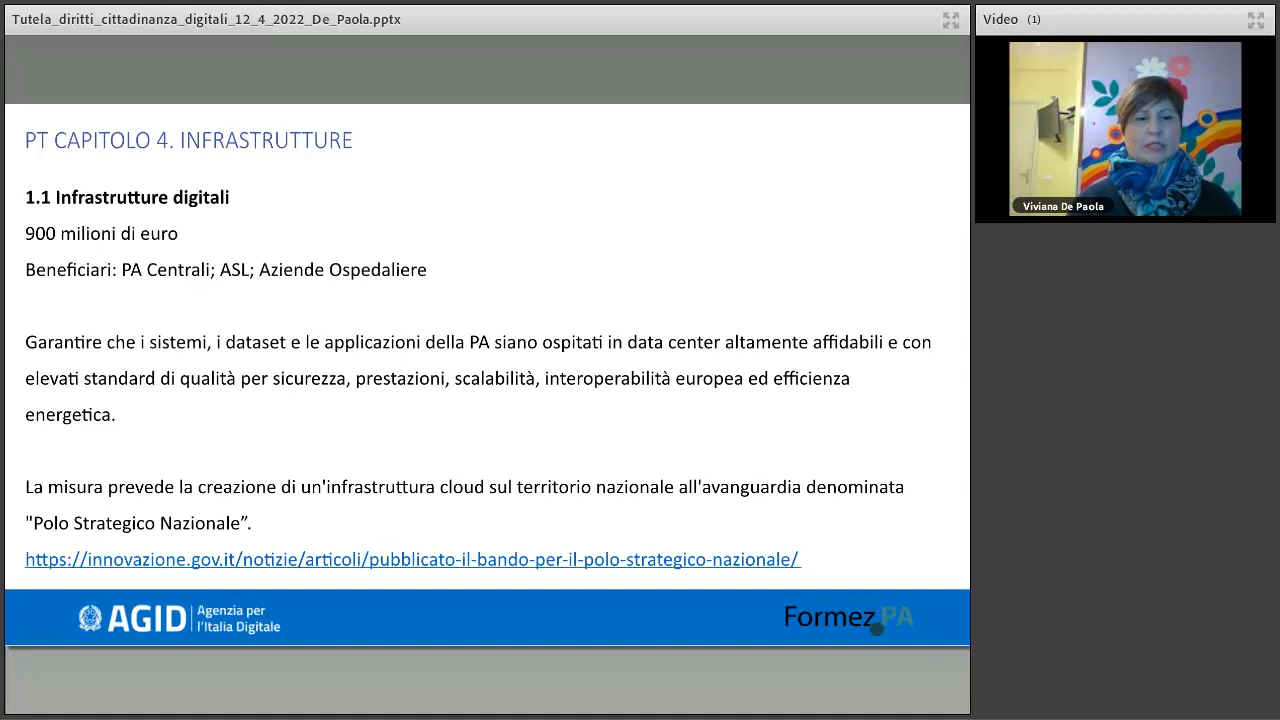 Tutela_diritti_cittadinanza_digitali_12_4_2022_De_Paola.pptx
Video (1)
Viviana De Paola
PT CAPITOLO 4. INFRASTRUTTURE
1.1 Infrastrutture digitali
900 milioni di euro
Beneficiari: PA Centrali; ASL; Aziende Ospedaliere
Garantire che i sistemi, i dataset e le applicazioni della PA siano ospitati in data center altamente affidabili e con
elevati standard di qualità per sicurezza, prestazioni, scalabilità, interoperabilità europea ed efficienza
energetica.
La misura prevede la creazione di un'infrastruttura cloud sul territorio nazionale all'avanguardia denominata
"Polo Strategico Nazionale”.
https://innovazione.gov.it/notizie/articoli/pubblicato-il-bando-per-il-polo-strategico-nazionale/
AGID Agenzia per
l'Italia Digitale
Formez PA